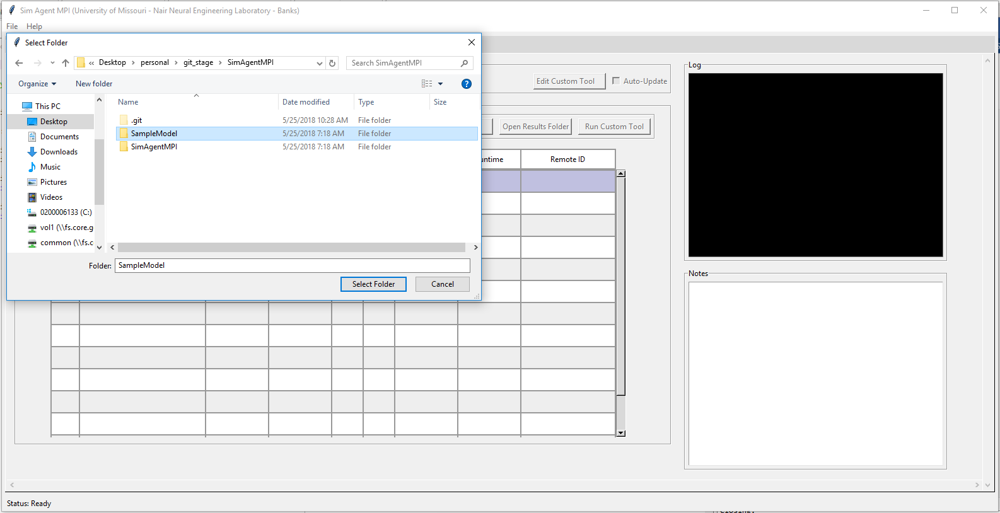 Sim Agent MPI (University of Missouri - Nair Neural Engineering Laboratory - Banks)
File Help
Select Folder
« Desktop › personal › git_stage › SimAgentMPI
Search SimAgentMPI
Organize New folder
Name Date modified Type Size
This PC
Desktop
Documents
Downloads
Music
Pictures
Videos
0200006133 (C:)
vol1 (\\fs.core.g
common (\\fs.c
.git 5/25/2018 10:28 AM File folder
SampleModel 5/25/2018 7:18 AM File folder
SimAgentMPI 5/25/2018 7:18 AM File folder
Folder: SampleModel
Select Folder Cancel
Edit Custom Tool Auto-Update
Open Results Folder Run Custom Tool
untime Remote ID
Log
Notes
Status: Ready